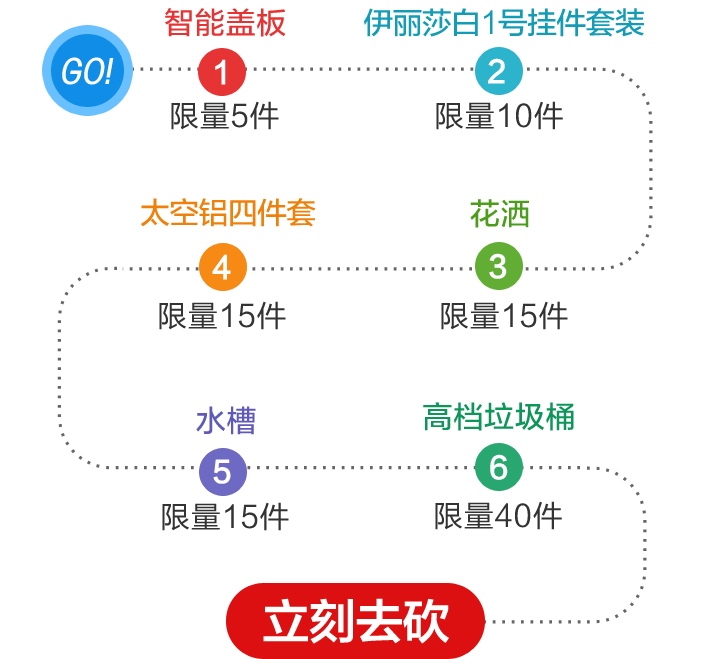 GO!
智能盖板
1
限量5件
伊丽莎白1号挂件套装
2
限量10件
花洒
3
限量15件
太空铝四件套
4
限量15件
水槽
5
限量15件
高档垃圾桶
6
限量40件
立刻去砍